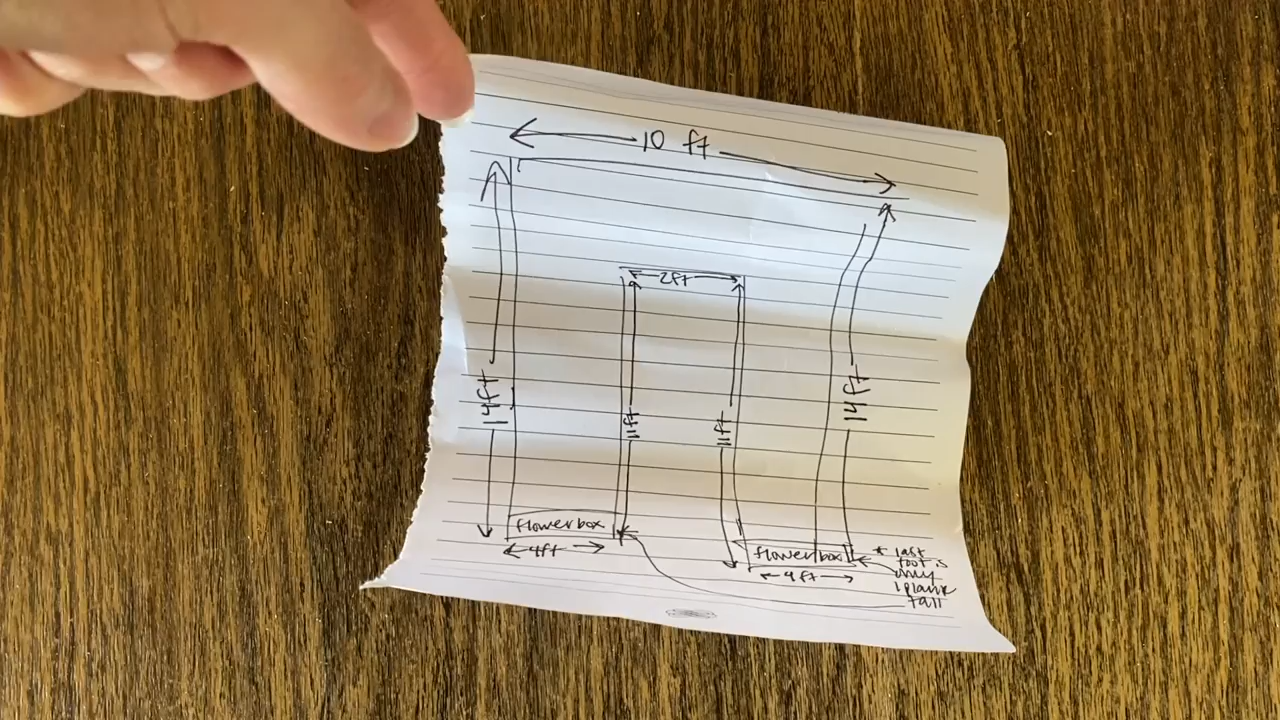 10 ft
2ft
14ft
11ft
11ft
14ft
flowerbox
4ft
flowerbox
4ft
* last
foot is
only
1 plank
tall